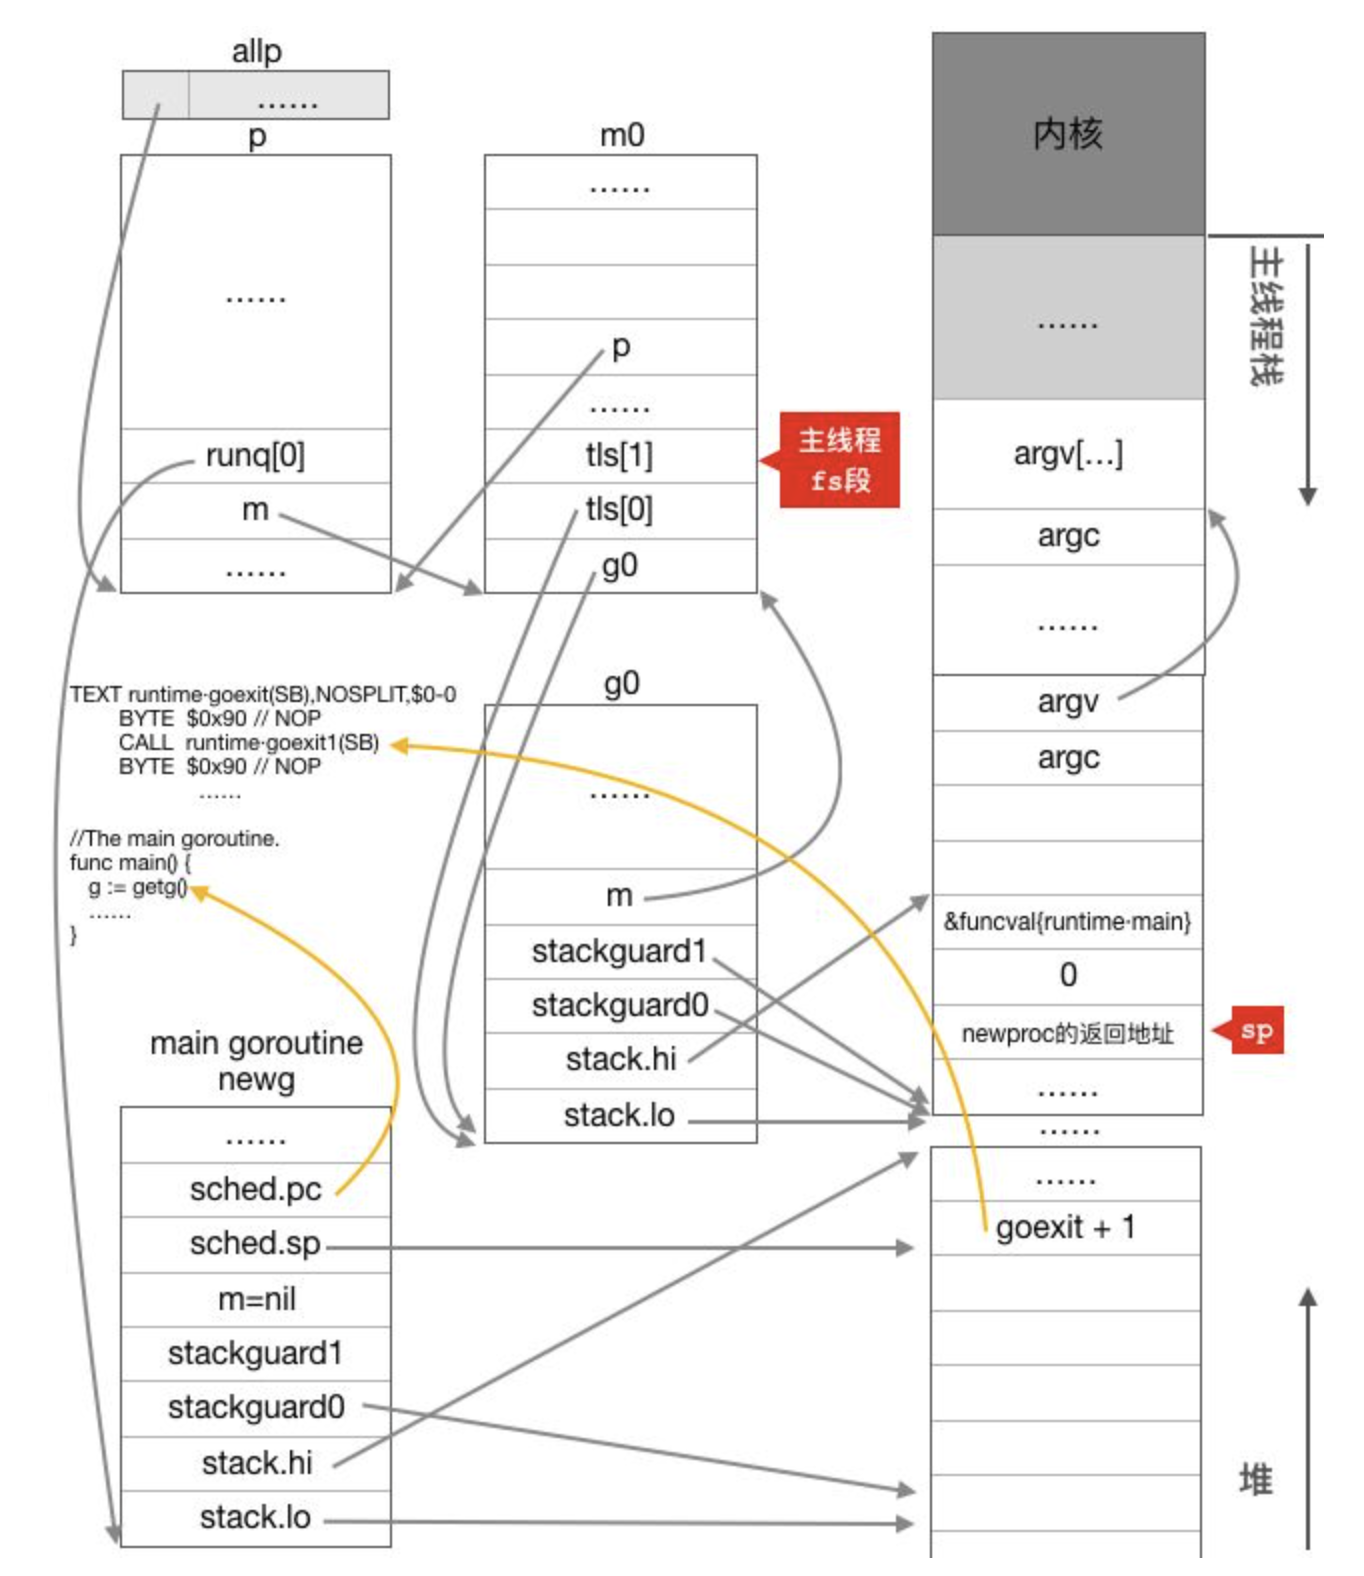 allp
......
p
......
runq[0]
m
......
m0
......
p
......
tls[1]
tls[0]
g0
主线程
fs段
TEXT runtime·goexit(SB),NOSPLIT,$0-0
BYTE $0x90 // NOP
CALL runtime·goexit1(SB)
BYTE $0x90 // NOP
......
//The main goroutine.
func main() {
g := getg()
......
}
g0
......
m
stackguard1
stackguard0
stack.hi
stack.lo
main goroutine
newg
......
sched.pc
sched.sp
m=nil
stackguard1
stackguard0
stack.hi
stack.lo
内核
......
argv[...]
argc
......
argv
argc
&funcval{runtime·main}
0
newproc的返回地址
......
......
......
goexit + 1
主线程栈
sp
堆